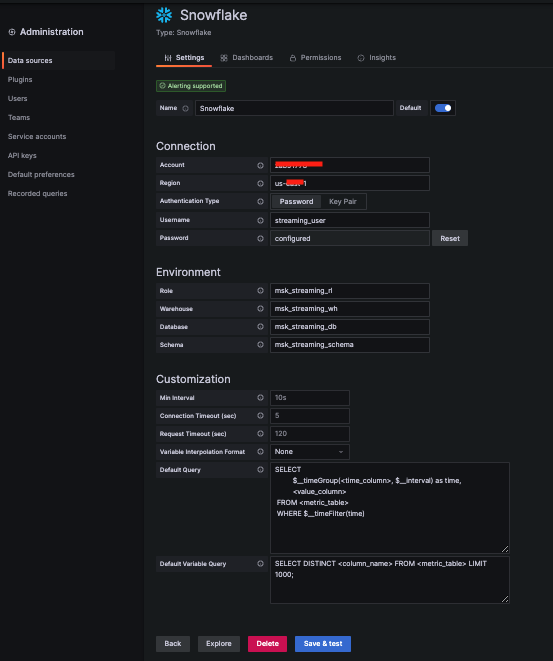 Snowflake
Type: Snowflake
Administration
Data sources
Plugins
Users
Teams
Service accounts
API keys
Default preferences
Recorded queries
Settings
Dashboards
Permissions
Insights
Alerting supported
Name
Snowflake
Default
Connection
Account
Region
us-
-1
Authentication Type
Password
Key Pair
Username
streaming_user
Password
configured
Reset
Environment
Role
msk_streaming_rl
Warehouse
msk_streaming_wh
Database
msk_streaming_db
Schema
msk_streaming_schema
Customization
Min Interval
10s
Connection Timeout (sec)
5
Request Timeout (sec)
120
Variable Interpolation Format
None
Default Query
SELECT
$__timeGroup(<time_column>, $__interval) as time,
<value_column>
FROM <metric_table>
WHERE $__timeFilter(time)
Default Variable Query
SELECT DISTINCT <column_name> FROM <metric_table> LIMIT
1000;
Back
Explore
Delete
Save & test